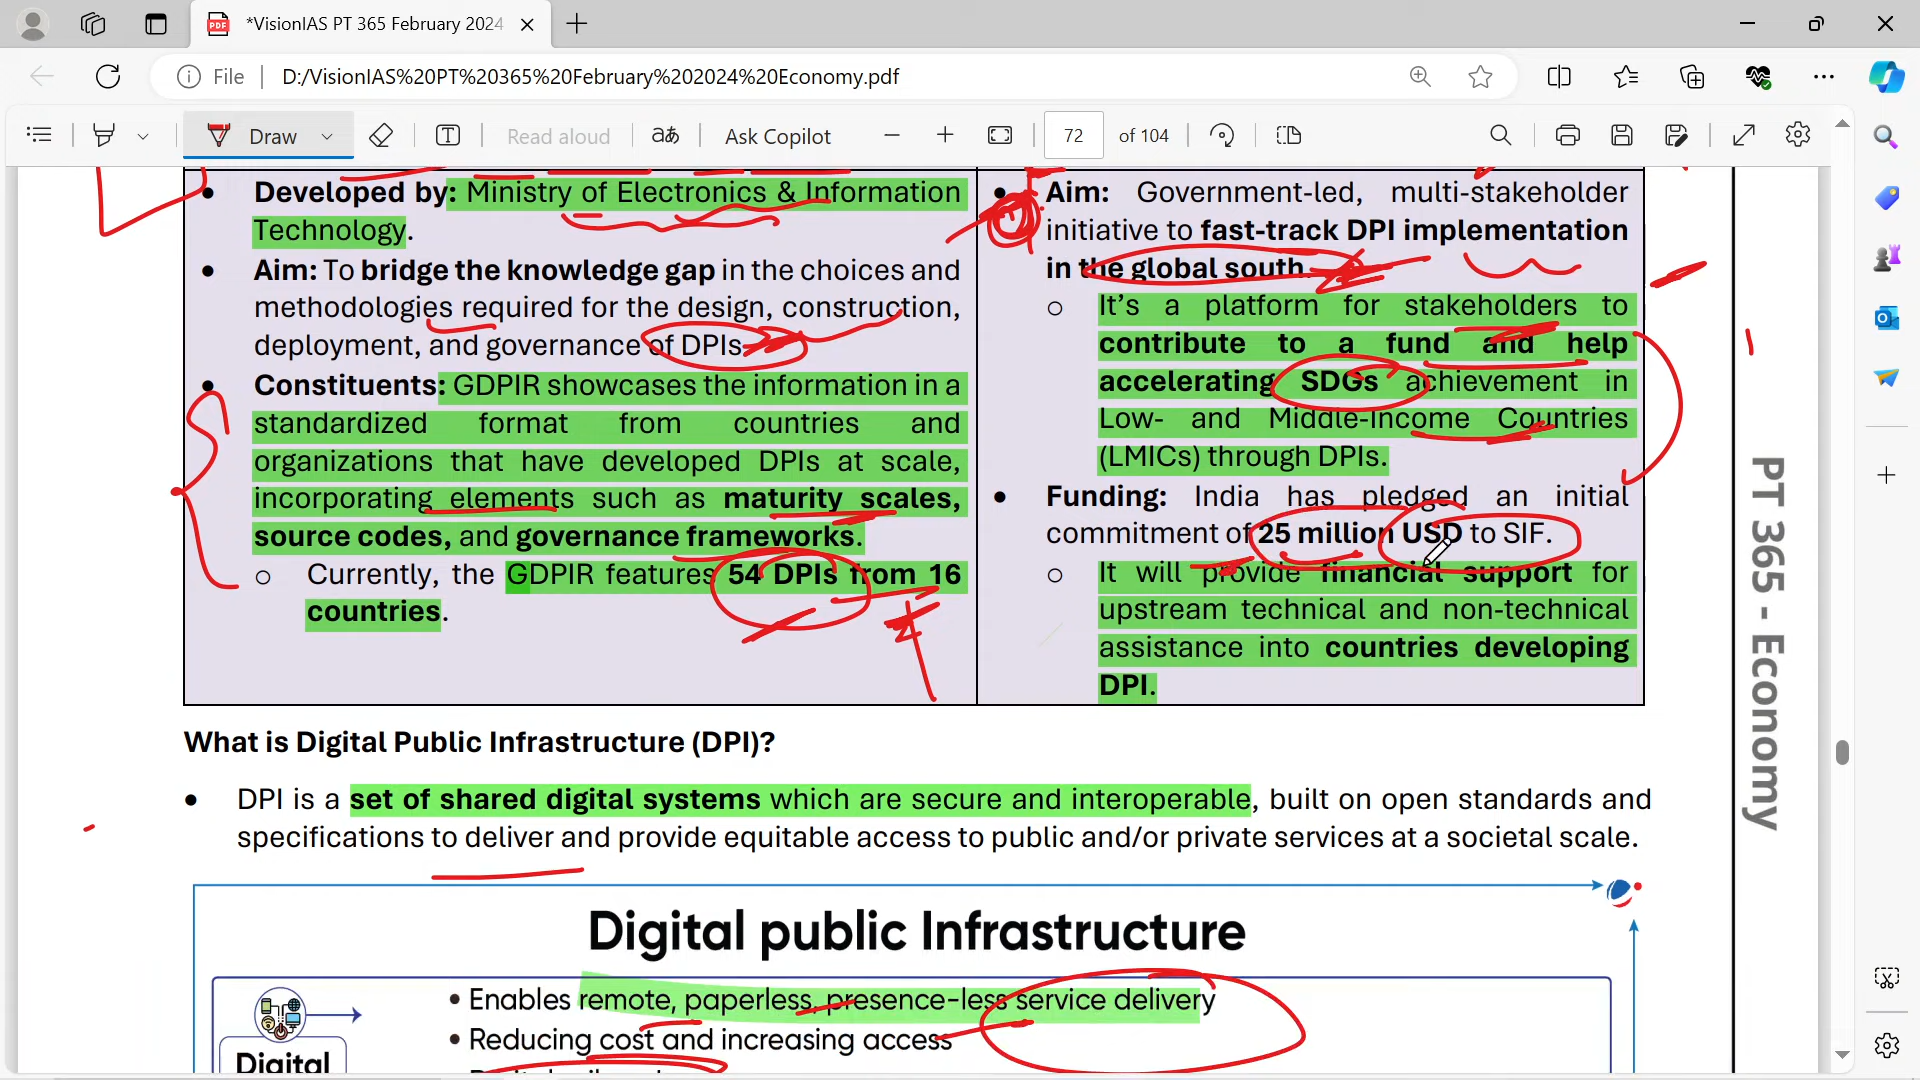 *VisionIAS PT 365 February 2024
File
D:/VisionIAS%20PT%20365%20February%202024%20Economy.pdf
Draw
Read aloud
Ask Copilot
72
of 104
Developed by: Ministry of Electronics & Information
Technology.
Aim: To bridge the knowledge gap in the choices and
methodologies required for the design, construction,
deployment, and governance of DPIs
Constituents: GDPIR showcases the information in a
standardized format from countries and
organizations that have developed DPIs at scale,
incorporating elements such as maturity scales,
source codes, and governance frameworks.
Currently, the GDPIR features 54 DPIs from 16
countries.
Aim: Government-led, multi-stakeholder
initiative to fast-track DPI implementation
in the global south.
It’s a platform for stakeholders to
contribute to a fund and help
accelerating SDGs achievement in
Low- and Middle-Income Countries
(LMICs) through DPIs.
Funding: India has pledged an initial
commitment of 25 million USD to SIF.
It will provide financial support for
upstream technical and non-technical
assistance into countries developing
DPI.
PT 365 - Economy
What is Digital Public Infrastructure (DPI)?
DPI is a set of shared digital systems which are secure and interoperable, built on open standards and
specifications to deliver and provide equitable access to public and/or private services at a societal scale.
Digital public Infrastructure
Enables remote, paperless, presence-less service delivery
Reducing cost and increasing access
Digital